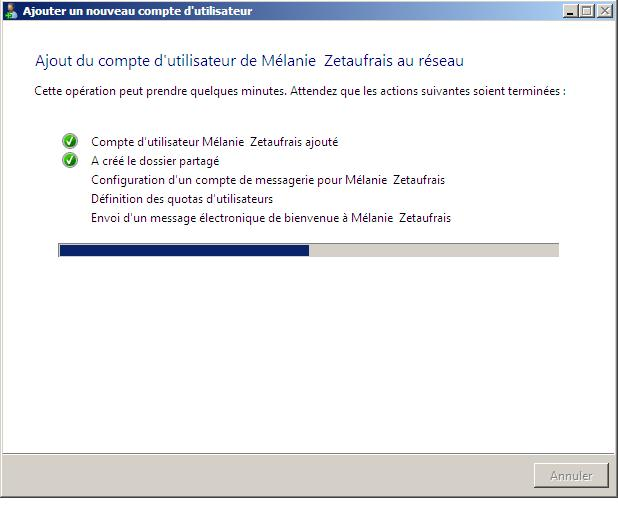 Ajouter un nouveau compte d'utilisateur
Ajout du compte d'utilisateur de Mélanie Zetaufrais au réseau
Cette opération peut prendre quelques minutes. Attendez que les actions suivantes soient terminées :
Compte d'utilisateur Mélanie Zetaufrais ajouté
A créé le dossier partagé
Configuration d'un compte de messagerie pour Mélanie Zetaufrais
Définition des quotas d'utilisateurs
Envoi d'un message électronique de bienvenue à Mélanie Zetaufrais
Annuler